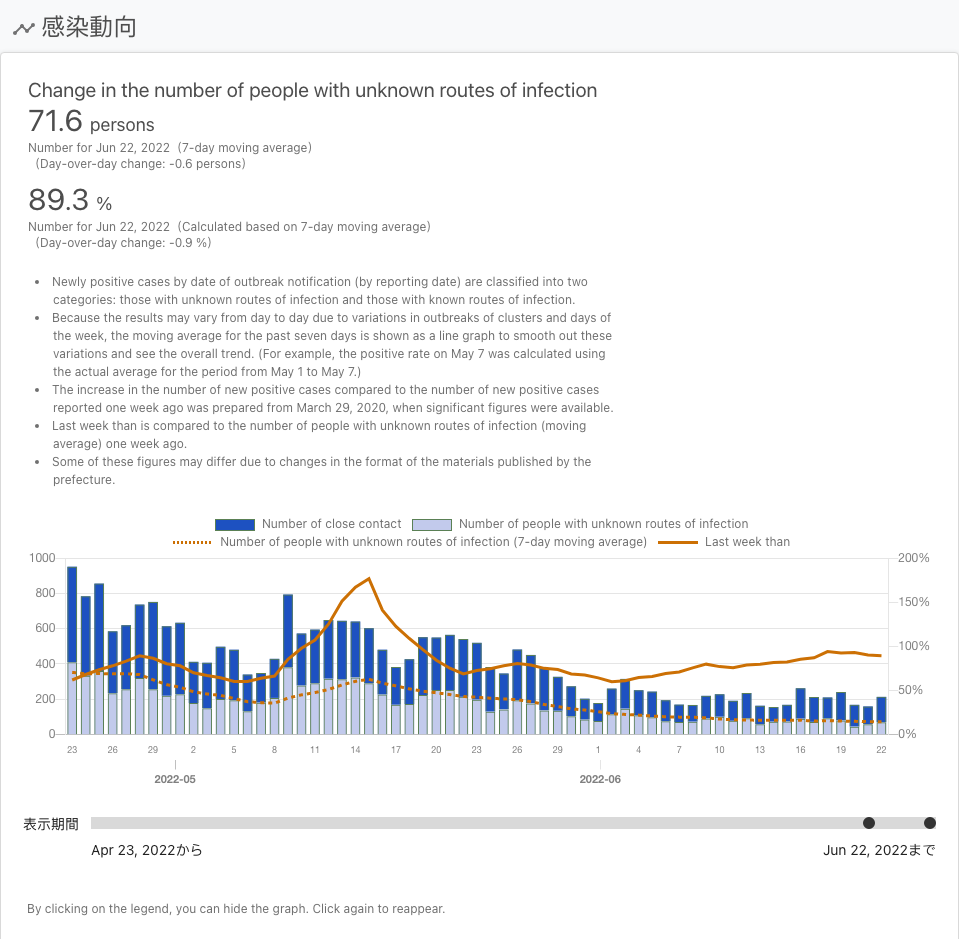 感染動向
Change in the number of people with unknown routes of infection
71.6 persons
Number for Jun 22, 2022 (7-day moving average)
(Day-over-day change: -0.6 persons)
89.3 %
Number for Jun 22, 2022 (Calculated based on 7-day moving average)
(Day-over-day change: -0.9 %)
• Newly positive cases by date of outbreak notification (by reporting date) are classified into two
categories: those with unknown routes of infection and those with known routes of infection.
• Because the results may vary from day to day due to variations in outbreaks of clusters and days of
the week, the moving average for the past seven days is shown as a line graph to smooth out these
variations and see the overall trend. (For example, the positive rate on May 7 was calculated using
the actual average for the period from May 1 to May 7.)
• The increase in the number of new positive cases compared to the number of new positive cases
reported one week ago was prepared from March 29, 2020, when significant figures were available.
• Last week than is compared to the number of people with unknown routes of infection (moving
average) one week ago.
• Some of these figures may differ due to changes in the format of the materials published by the
prefecture.
Number of close contact Number of people with unknown routes of infection
Number of people with unknown routes of infection (7-day moving average) Last week than
1000 200%
800 150%
600
400 100%
200 50%
0 0%
23 26 29 2 5 8 11 14 17 20 23 26 29 1 4 7 10 13 16 19 22
2022-05 2022-06
表示期間
Apr 23, 2022から Jun 22, 2022まで
By clicking on the legend, you can hide the graph. Click again to reappear.